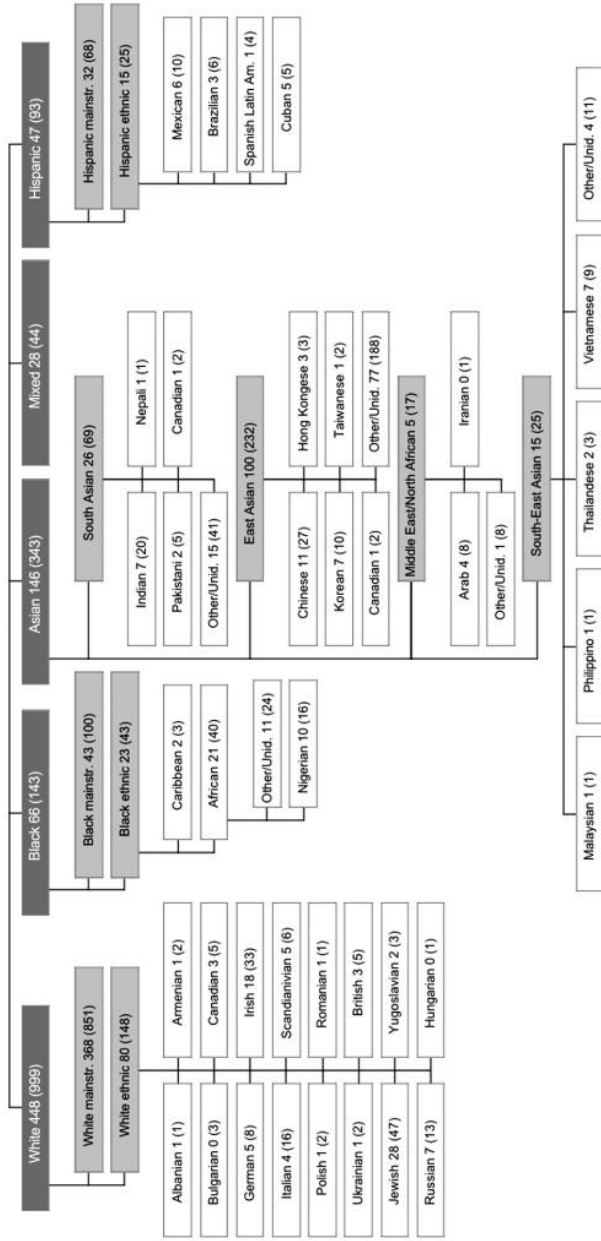 White 448 (999)
White mainstr. 368 (851)
White ethnic 80 (148)
Albanian 1 (1)
Armenian 1 (2)
Bulgarian 0 (3)
Canadian 3 (5)
German 5 (8)
Irish 18 (33)
Italian 4 (16)
Scandianivian 5 (6)
Polish 1 (2)
Romanian 1 (1)
Ukrainian 1 (2)
British 3 (5)
Jewish 28 (47)
Yugoslavian 2 (3)
Russian 7 (13)
Hungarian 0 (1)
Black 66 (143)
Black mainstr. 43 (100)
Black ethnic 23 (43)
Caribbean 2 (3)
African 21 (40)
Other/Unid. 11 (24)
Nigerian 10 (16)
Asian 146 (343)
South Asian 26 (69)
Indian 7 (20)
Nepali 1 (1)
Pakistani 2 (5)
Canadian 1 (2)
Other/Unid. 15 (41)
East Asian 100 (232)
Chinese 11 (27)
Hong Kongese 3 (3)
Korean 7 (10)
Taiwanese 1 (2)
Canadian 1 (2)
Other/Unid. 77 (188)
Middle East/North African 5 (17)
Arab 4 (8)
Iranian 0 (1)
Other/Unid. 1 (8)
South-East Asian 15 (25)
Malaysian 1 (1)
Philippino 1 (1)
Thailandese 2 (3)
Vietnamese 7 (9)
Other/Unid. 4 (11)
Mixed 28 (44)
Hispanic 47 (93)
Hispanic mainstr. 32 (68)
Hispanic ethnic 15 (25)
Mexican 6 (10)
Brazilian 3 (6)
Spanish Latin Am. 1 (4)
Cuban 5 (5)